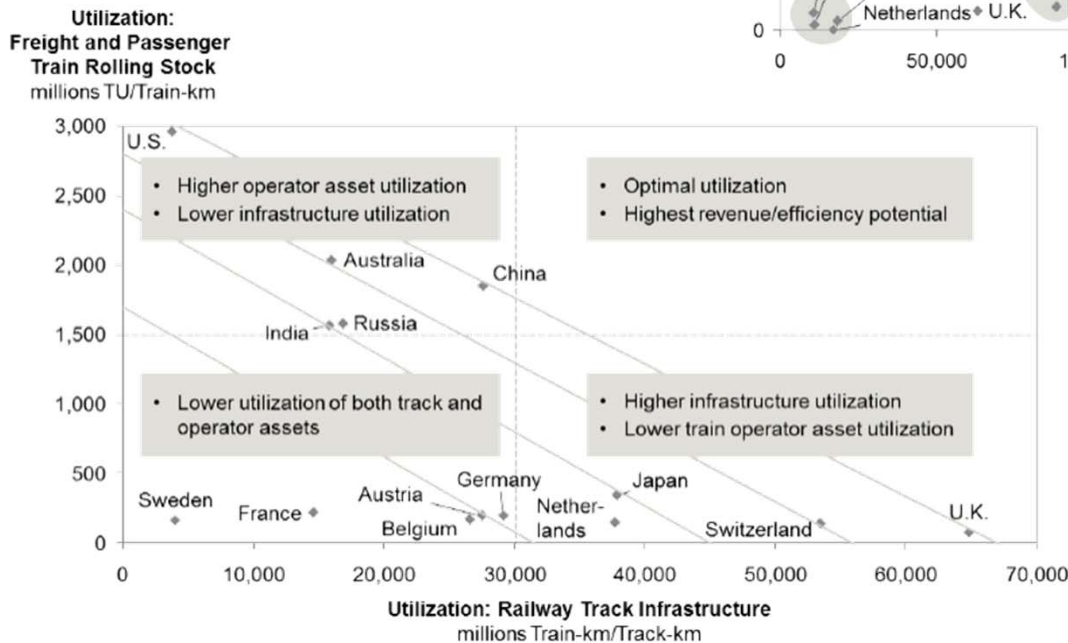 Utilization:
Freight and Passenger
Train Rolling Stock
millions TU/Train-km
0
Netherlands
U.K.
0
50,000
1
3,000
2,500
2,000
1,500
1,000
500
0
U.S.
• Higher operator asset utilization
• Lower infrastructure utilization
• Optimal utilization
• Highest revenue/efficiency potential
Australia
China
India
Russia
• Lower utilization of both track and
operator assets
• Higher infrastructure utilization
• Lower train operator asset utilization
Sweden
France
Austria
Belgium
Germany
Nether-
lands
Japan
Switzerland
U.K.
0
10,000
20,000
30,000
40,000
50,000
60,000
70,000
Utilization: Railway Track Infrastructure
millions Train-km/Track-km